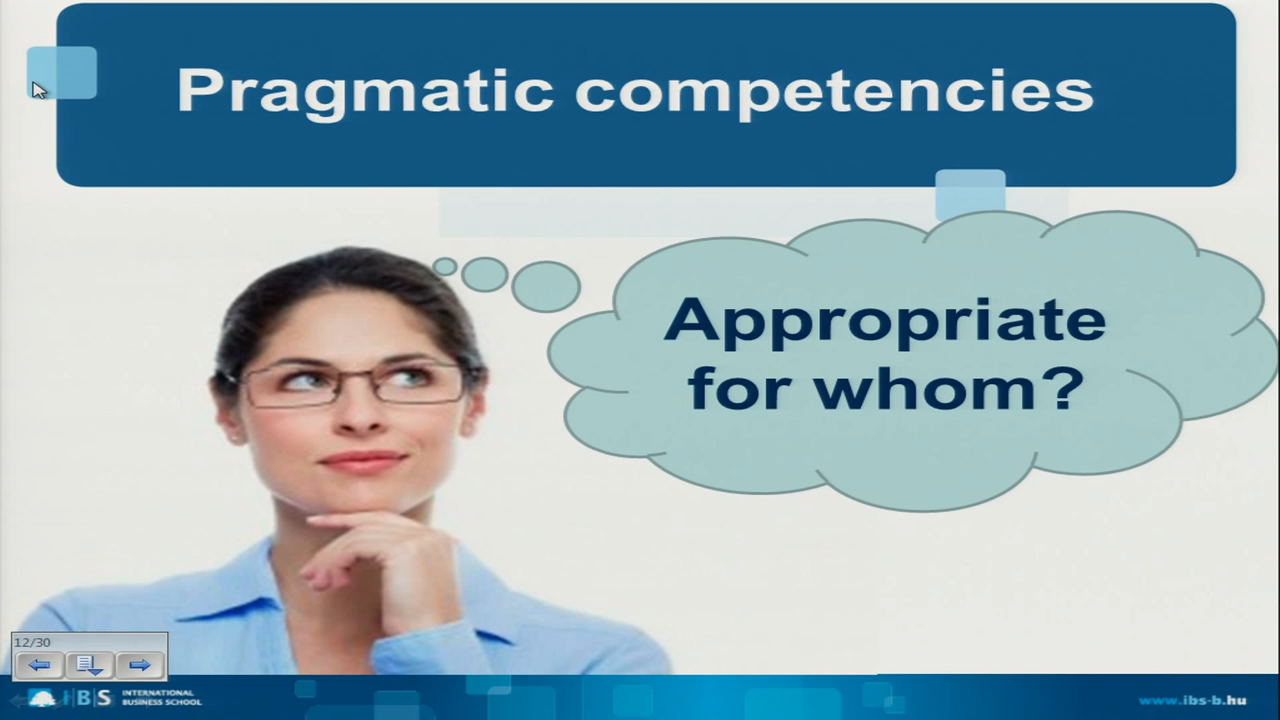 Pragmatic competencies
Appropriate
for whom?
12/30
IBS
INTERNATIONAL
BUSINESS SCHOOL
www.ibs-b.hu